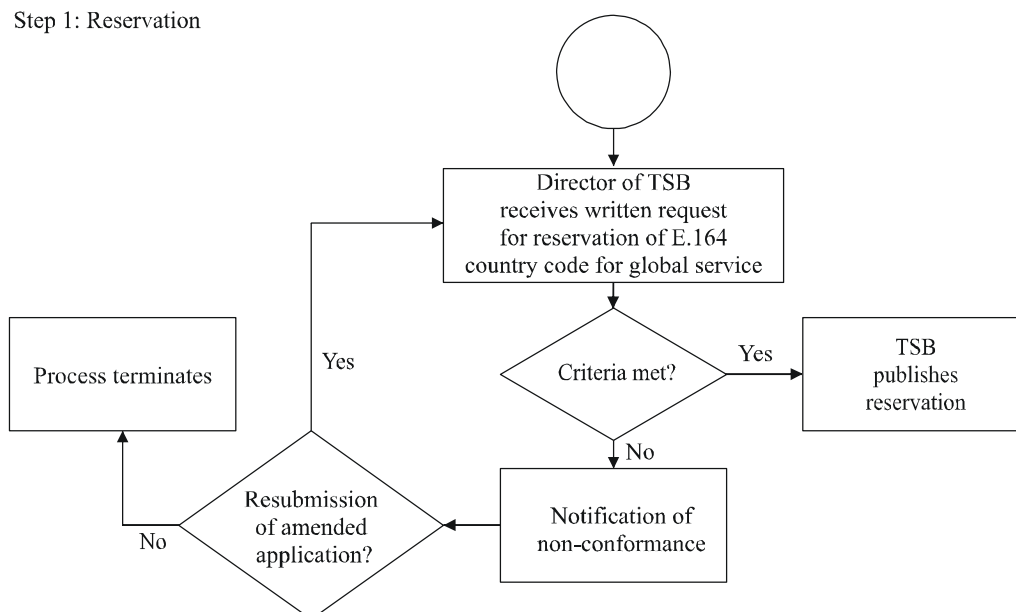 Step 1: Reservation
Director of TSB
receives written request
for reservation of E.164
country code for global service
Process terminates
Yes
Criteria met?
Yes
TSB
publishes
reservation
No
Resubmission
of amended
application?
No
Notification of
non-conformance